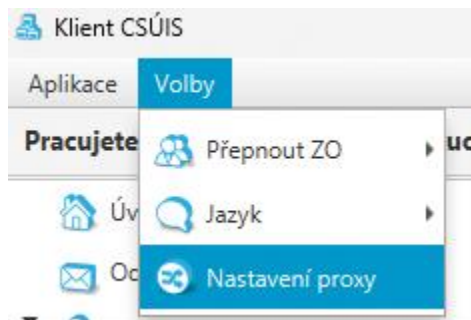 Klient CSÚIS
Aplikace Volby
Pracujete
Přepnout ZO
Jazyk
Nastavení proxy